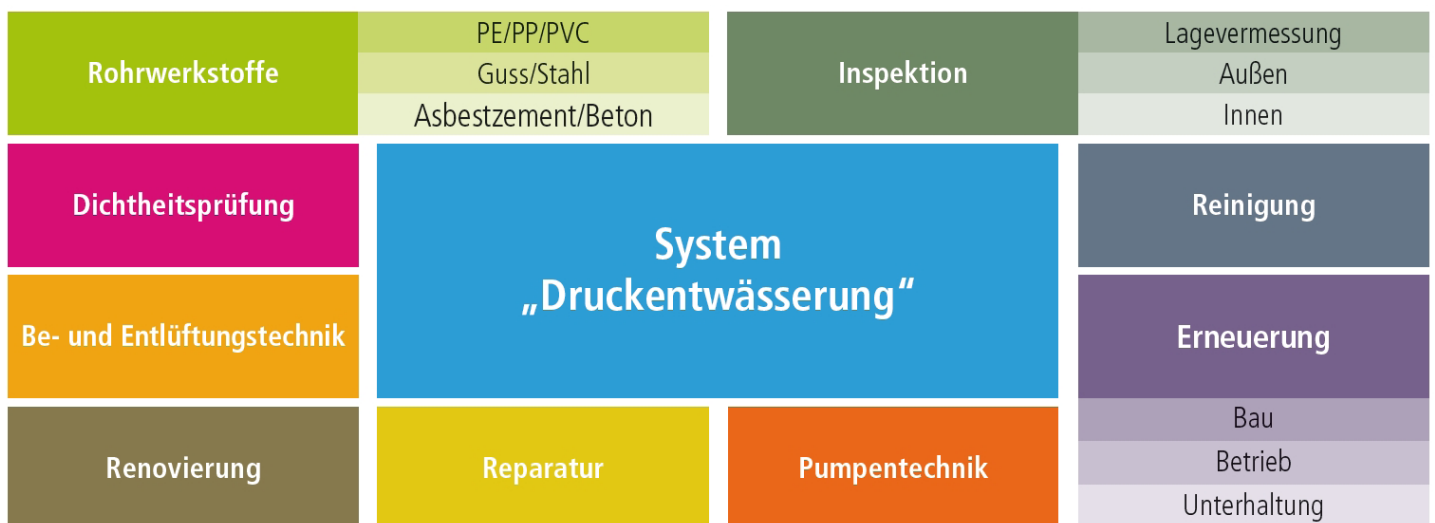 Rohrwerkstoffe
PE/PP/PVC
Guss/Stahl
Asbestzement/Beton
Inspektion
Lagevermessung
Außen
Innen
Dichtheitsprüfung
System
„Druckentwässerung“
Reinigung
Be- und Entlüftungstechnik
Erneuerung
Bau
Betrieb
Unterhaltung
Renovierung
Reparatur
Pumpentechnik